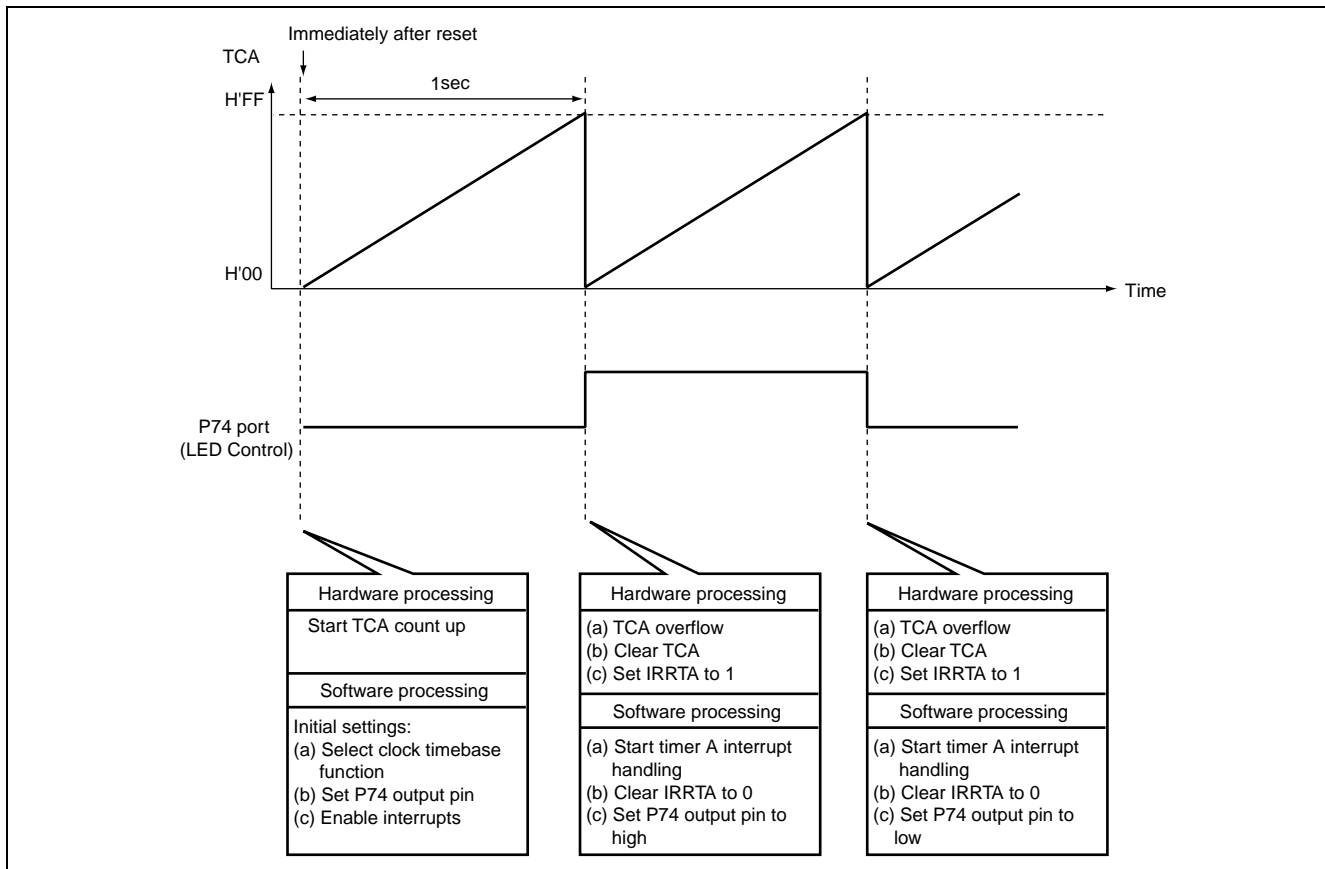 Immediately after reset
TCA
1sec
H'FF
H'00
Time
P74 port
(LED Control)
Hardware processing
Start TCA count up
Software processing
Initial settings:
(a) Select clock timebase
function
(b) Set P74 output pin
(c) Enable interrupts
Hardware processing
(a) TCA overflow
(b) Clear TCA
(c) Set IRRTA to 1
Software processing
(a) Start timer A interrupt
handling
(b) Clear IRRTA to 0
(c) Set P74 output pin to
high
Hardware processing
(a) TCA overflow
(b) Clear TCA
(c) Set IRRTA to 1
Software processing
(a) Start timer A interrupt
handling
(b) Clear IRRTA to 0
(c) Set P74 output pin to
low